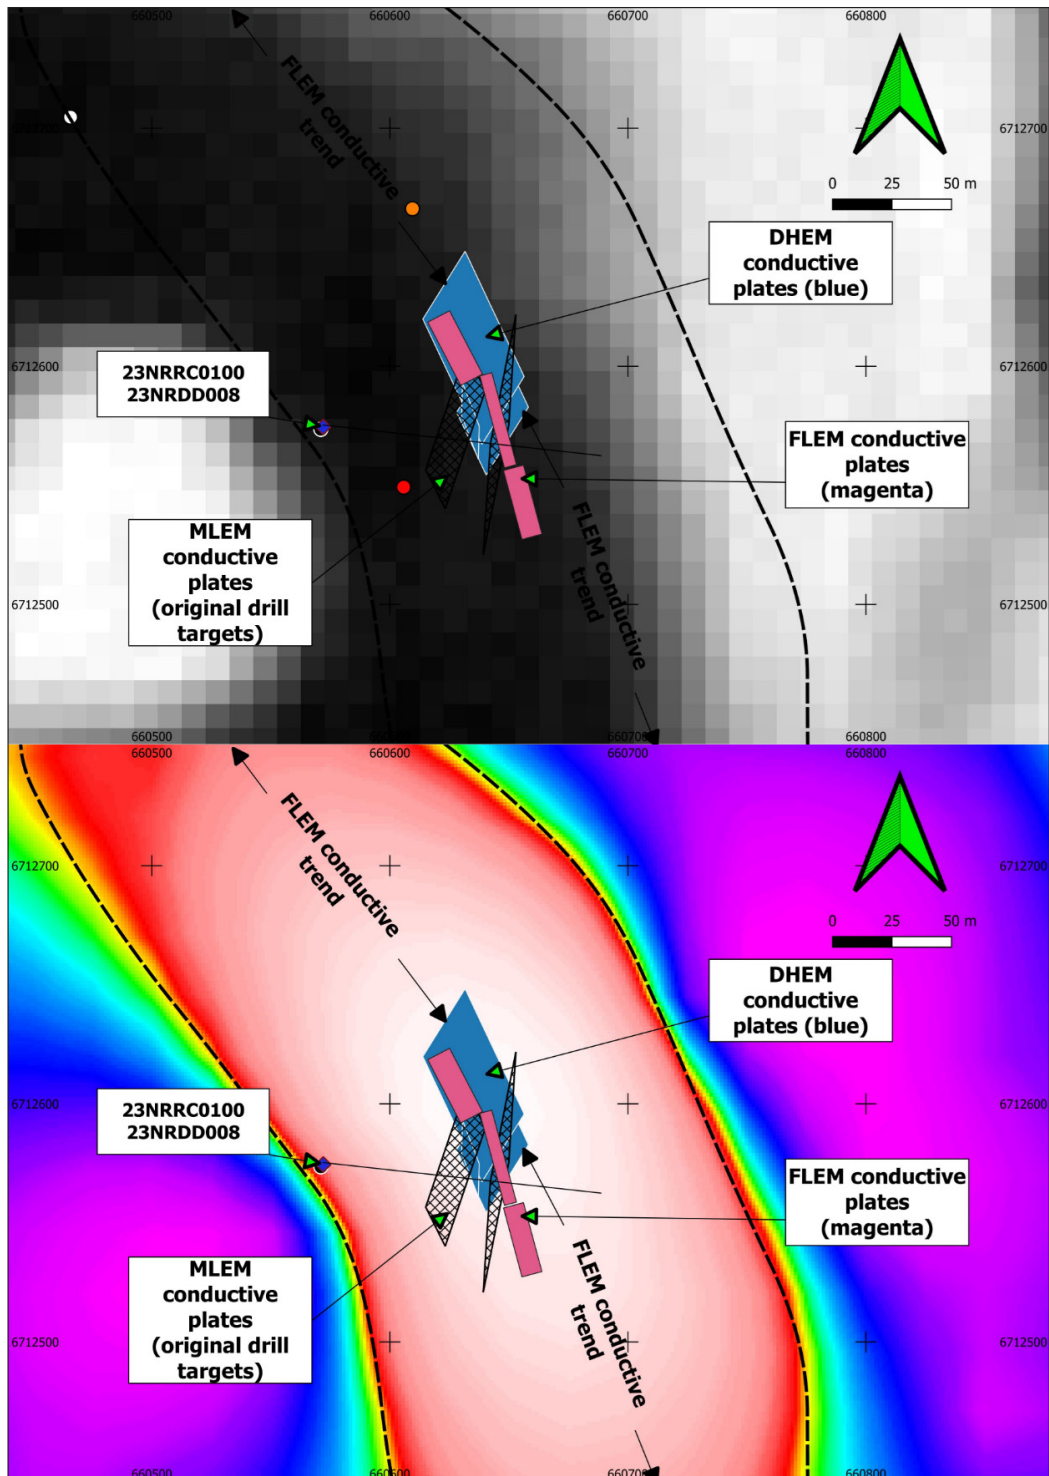 660500
660600
660700
660800
FLEM conductive
trend
6712700
6712700
0 25 50 m
DHEM
conductive
plates (blue)
6712600
6712600
23NRRC0100
23NRDD008
FLEM conductive
plates
(magenta)
MLEM
conductive
plates
(original drill
targets)
FLEM conductive
trend
6712500
6712500
660500
660700
660800
660500
660600
660700
660800
FLEM conductive
trend
6712700
6712700
0 25 50 m
DHEM
conductive
plates (blue)
6712600
6712600
23NRRC0100
23NRDD008
FLEM conductive
plates
(magenta)
MLEM
conductive
plates
(original drill
targets)
FLEM conductive
trend
6712500
6712500
660500
660600
660700
660800